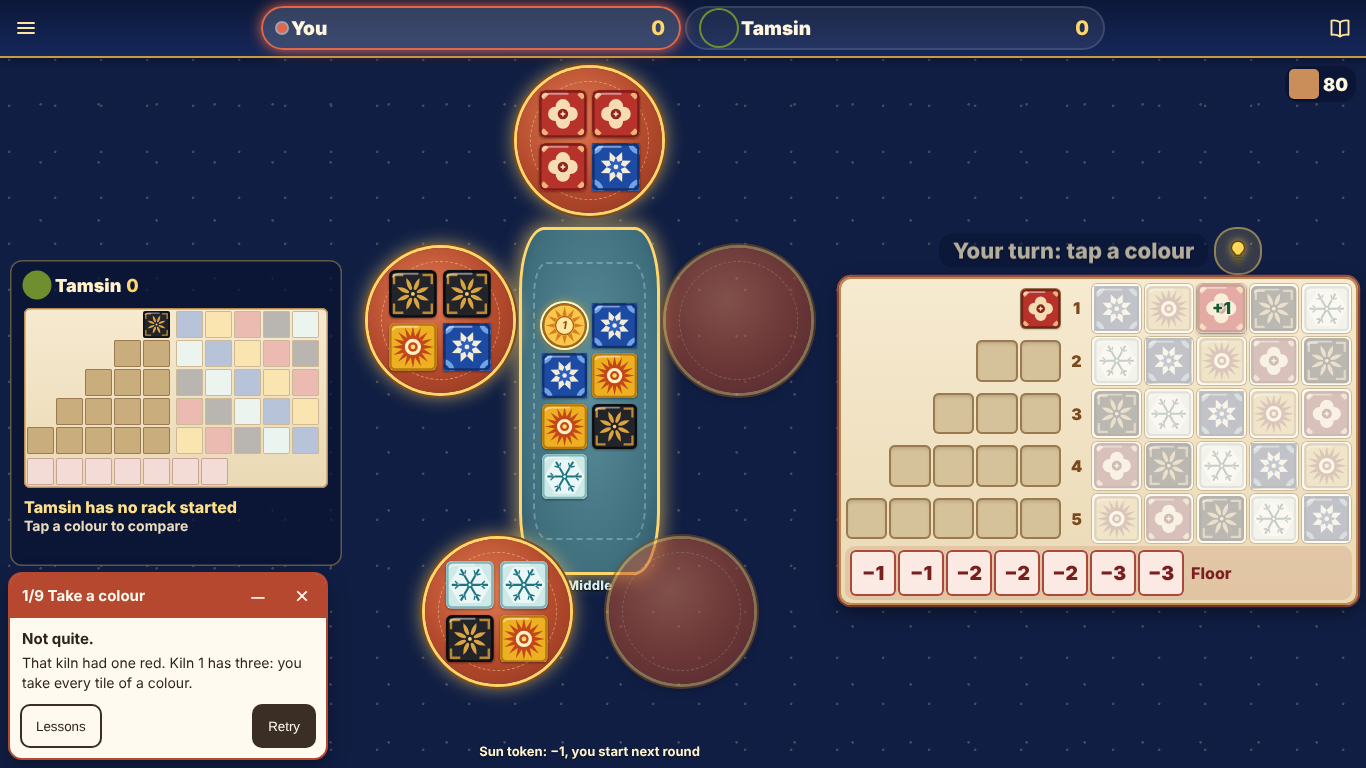 You
0
Tamsin
0
80
Your turn: tap a colour
Tamsin 0
Tamsin has no rack started
Tap a colour to compare
1
Middle
1
+1
2
3
4
5
−1
−1
−2
−2
−2
−3
−3
Floor
1/9 Take a colour
Not quite.
That kiln had one red. Kiln 1 has three: you
take every tile of a colour.
Lessons
Retry
Sun token: −1, you start next round